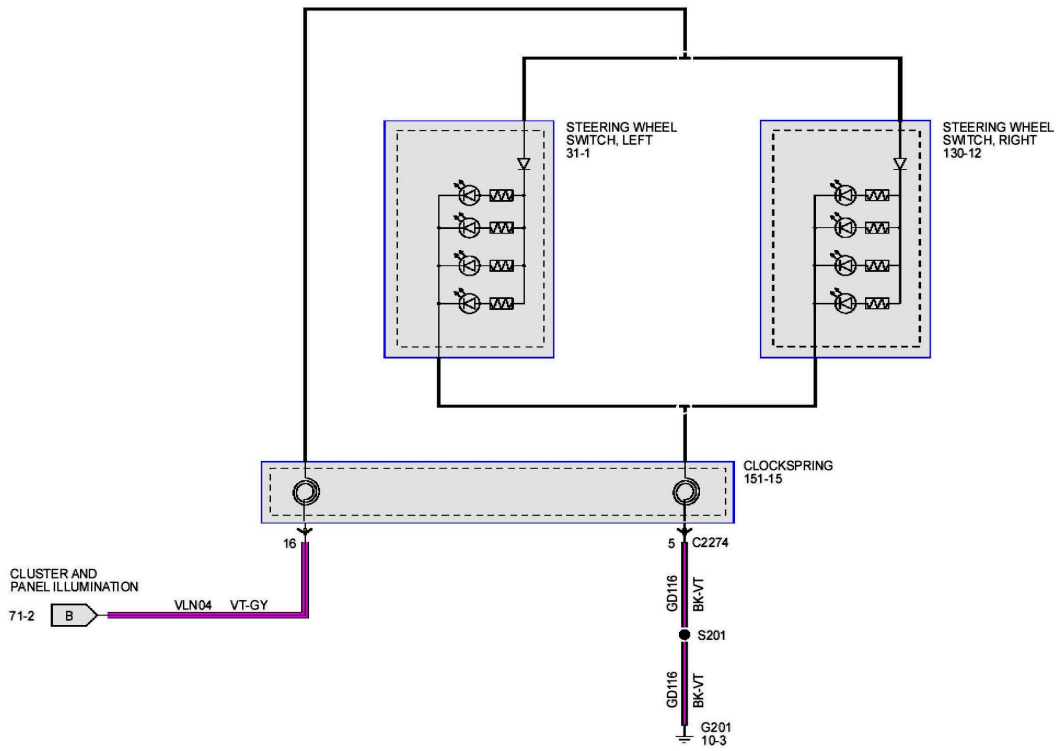 STEERING WHEEL
SWITCH, LEFT
31-1
STEERING WHEEL
SWITCH, RIGHT
130-12
CLOCKSPRING
151-15
16
5 C2274
CLUSTER AND
PANEL ILLUMINATION
71-2 B
VLN04 VT-GY
GD116 BK-VT
S201
GD116 BK-VT
G201
10-3